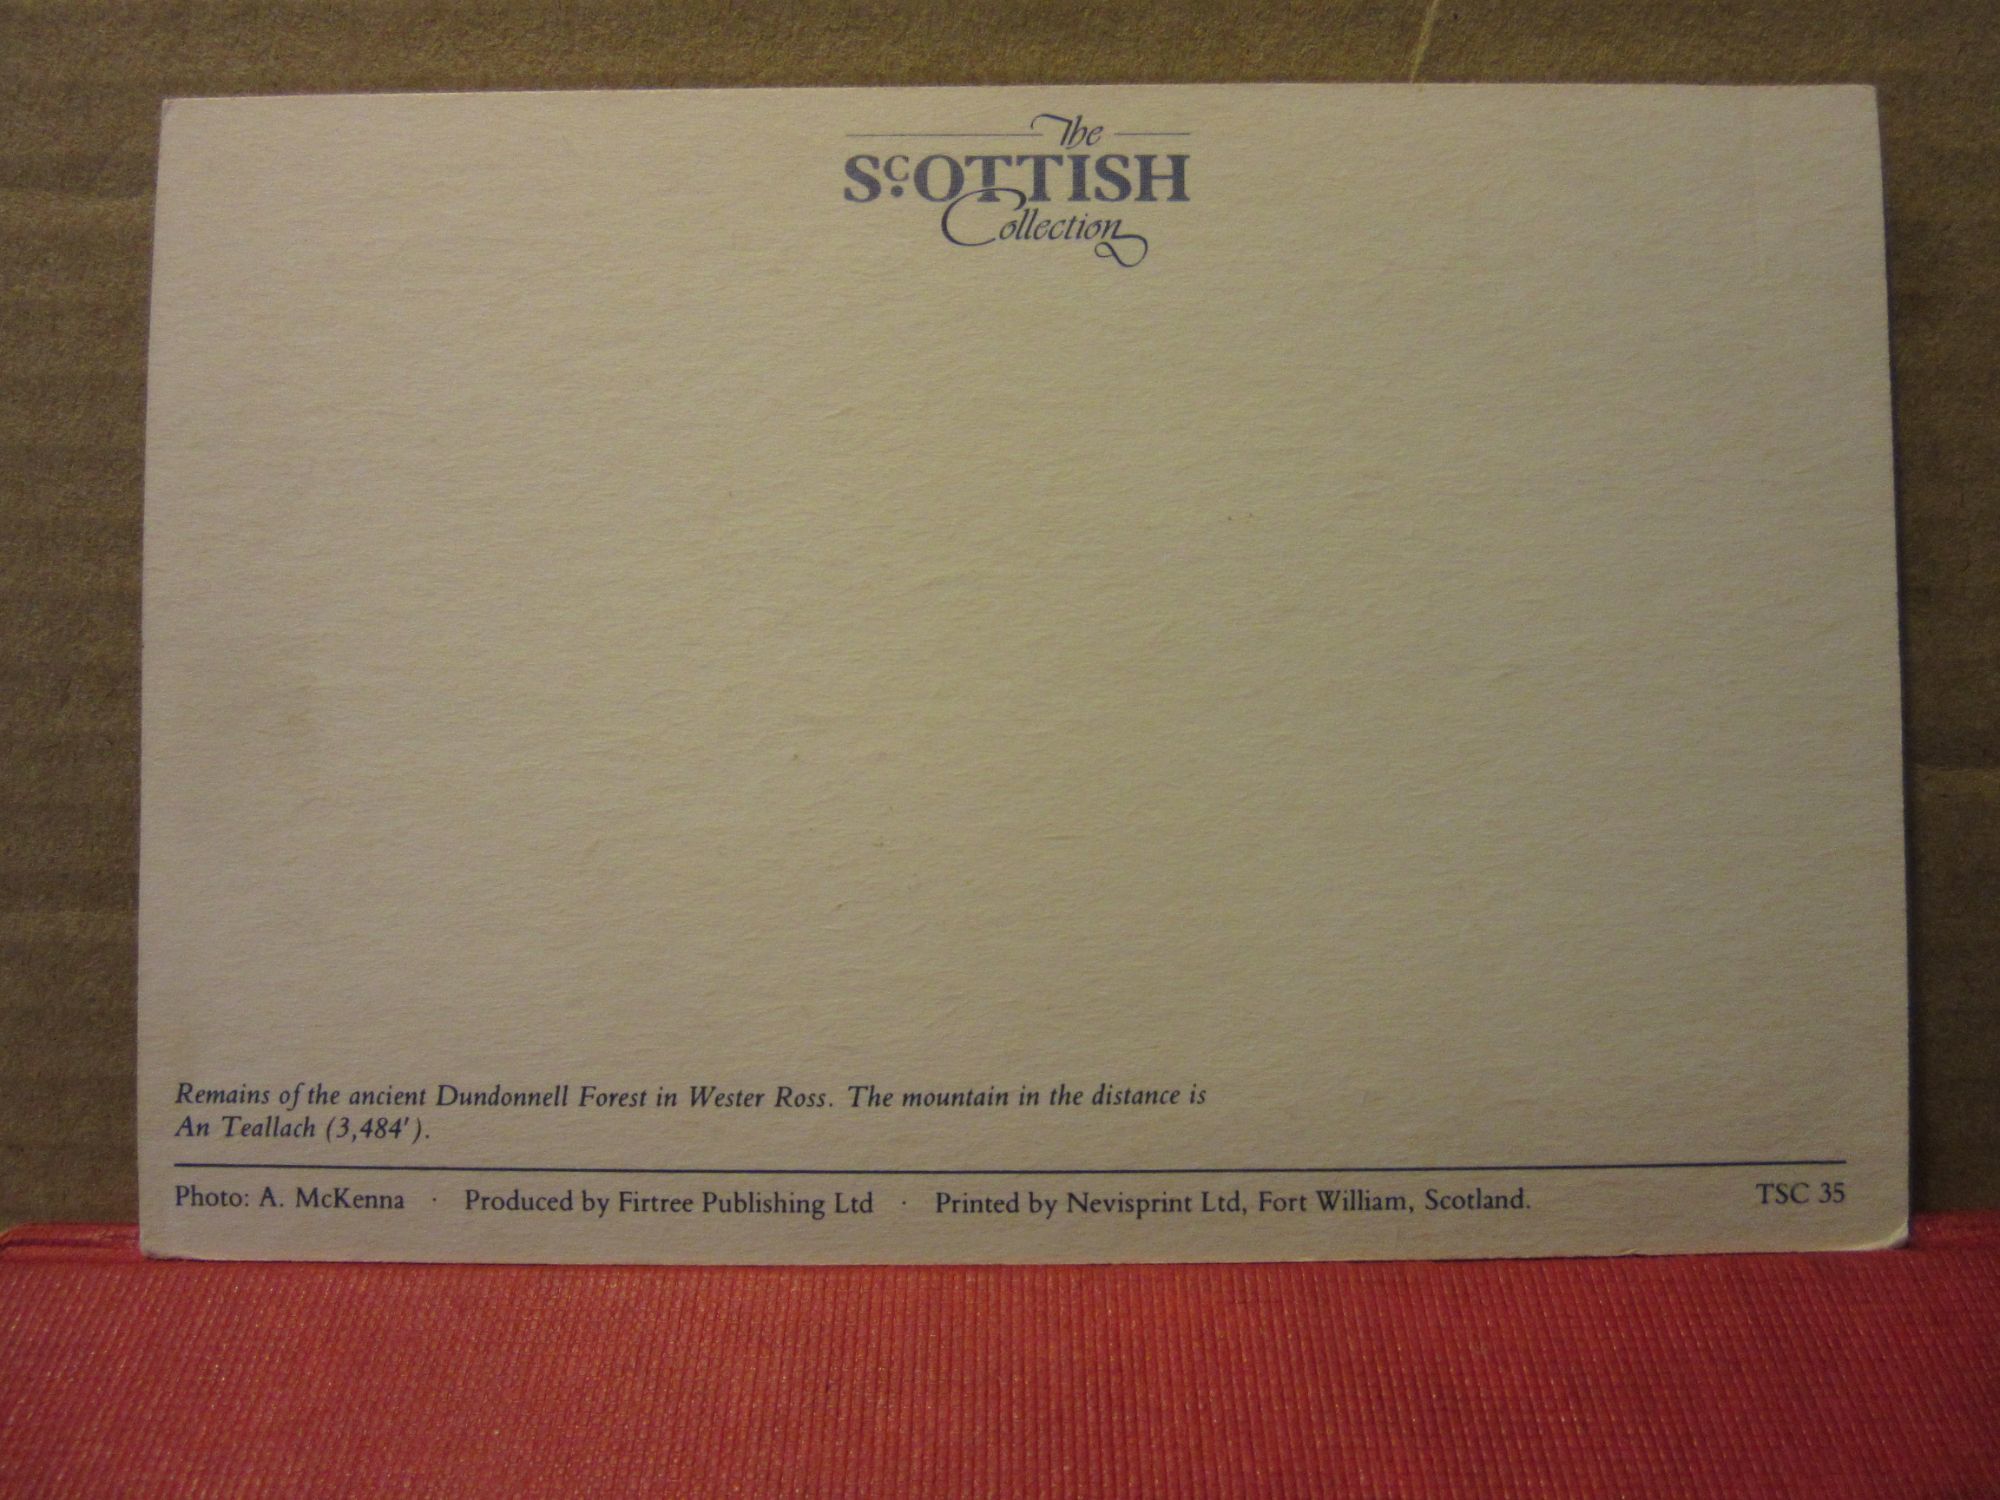 The
SCOTTISH
Collection
Remains of the ancient Dundonnell Forest in Wester Ross. The mountain in the distance is
An Teallach (3,484').
Photo: A. McKenna · Produced by Firtree Publishing Ltd · Printed by Nevisprint Ltd, Fort William, Scotland. TSC 35